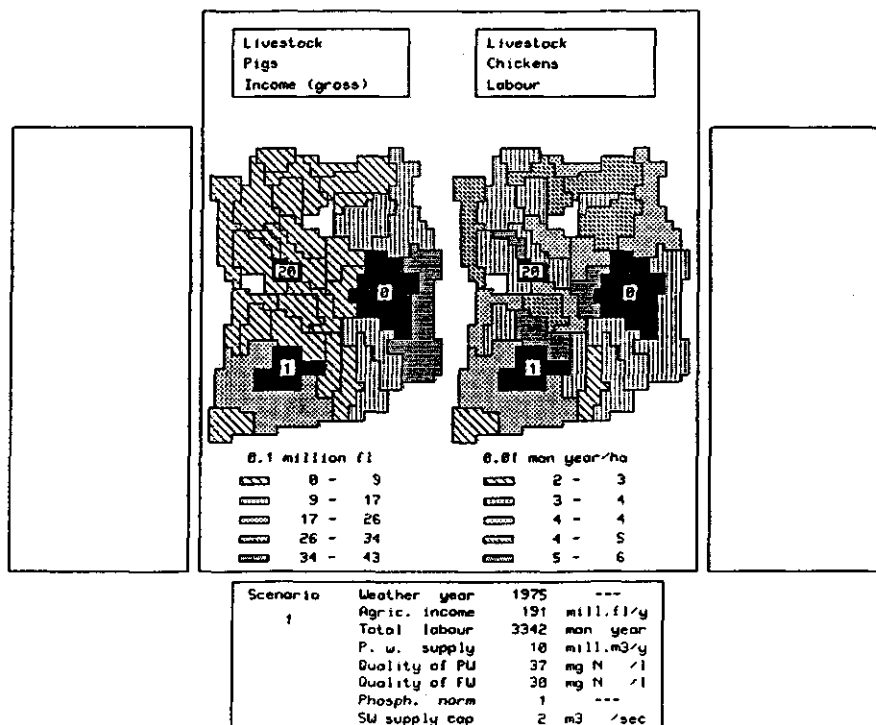 Livestock
Pigs
Income (gross)
Livestock
Chickens
Labour
20
0
1
20
0
1
0.1 million fl
0 - 9
9 - 17
17 - 26
26 - 34
34 - 43
0.01 man year/ha
2 - 3
3 - 4
4 - 4
4 - 5
5 - 6
Scenario
1
Weather year 1975 ---
Agric. income 191 mill.fl/y
Total labour 3342 man year
P. w. supply 10 mill.m3/y
Quality of PW 37 mg N /l
Quality of FW 30 mg N /l
Phosph. norm 1 ---
SW supply cap 2 m3 /sec